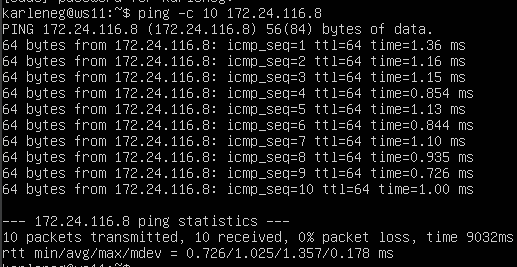 [sudo] password for karleneg:
karleneg@ws11:~$ ping -c 10 172.24.116.8
PING 172.24.116.8 (172.24.116.8) 56(84) bytes of data.
64 bytes from 172.24.116.8: icmp_seq=1 ttl=64 time=1.36 ms
64 bytes from 172.24.116.8: icmp_seq=2 ttl=64 time=1.16 ms
64 bytes from 172.24.116.8: icmp_seq=3 ttl=64 time=1.15 ms
64 bytes from 172.24.116.8: icmp_seq=4 ttl=64 time=0.854 ms
64 bytes from 172.24.116.8: icmp_seq=5 ttl=64 time=1.13 ms
64 bytes from 172.24.116.8: icmp_seq=6 ttl=64 time=0.844 ms
64 bytes from 172.24.116.8: icmp_seq=7 ttl=64 time=1.10 ms
64 bytes from 172.24.116.8: icmp_seq=8 ttl=64 time=0.935 ms
64 bytes from 172.24.116.8: icmp_seq=9 ttl=64 time=0.726 ms
64 bytes from 172.24.116.8: icmp_seq=10 ttl=64 time=1.00 ms
--- 172.24.116.8 ping statistics ---
10 packets transmitted, 10 received, 0% packet loss, time 9032ms
rtt min/avg/max/mdev = 0.726/1.025/1.357/0.178 ms
karleneg@ws11:~$